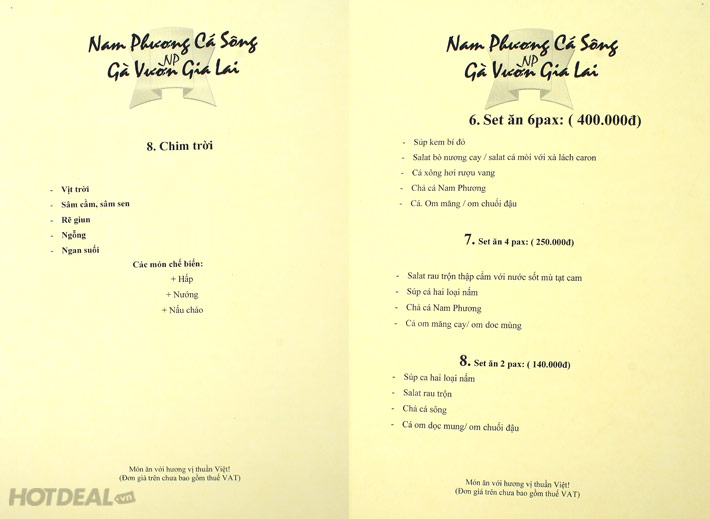 Nam Phương Cá Sông
NP
Gà Vườn Gia Lai
8. Chim trời
- Vịt trời
- Sâm cầm, sâm sen
- Rẽ giun
- Ngỗng
- Ngan suối
Các món chế biến:
+ Hấp
+ Nướng
+ Nấu cháo
Món ăn với hương vị thuần Việt!
(Đơn giá trên chưa bao gồm thuế VAT)
HOTDEAL.vn
Nam Phương Cá Sông
NP
Gà Vườn Gia Lai
6. Set ăn 6pax: ( 400.000đ)
- Súp kem bí đỏ
- Salat bò nương cay / salat cá mòi với xà lách caron
- Cá xông hơi rượu vang
- Chả cá Nam Phương
- Cá. Om măng / om chuối đậu
7. Set ăn 4 pax: ( 250.000đ)
- Salat rau trộn thập cẩm với nước sốt mù tạt cam
- Súp cá hai loại nấm
- Chả cá Nam Phương
- Cá om măng cay/ om doc mùng
8. Set ăn 2 pax: ( 140.000đ)
- Súp ca hai loại nấm
- Salat rau trộn
- Chả cá sông
- Cá om dọc mung/ om chuối đậu
Món ăn với hương vị thuần Việt!
(Đơn giá trên chưa bao gồm thuế VAT)